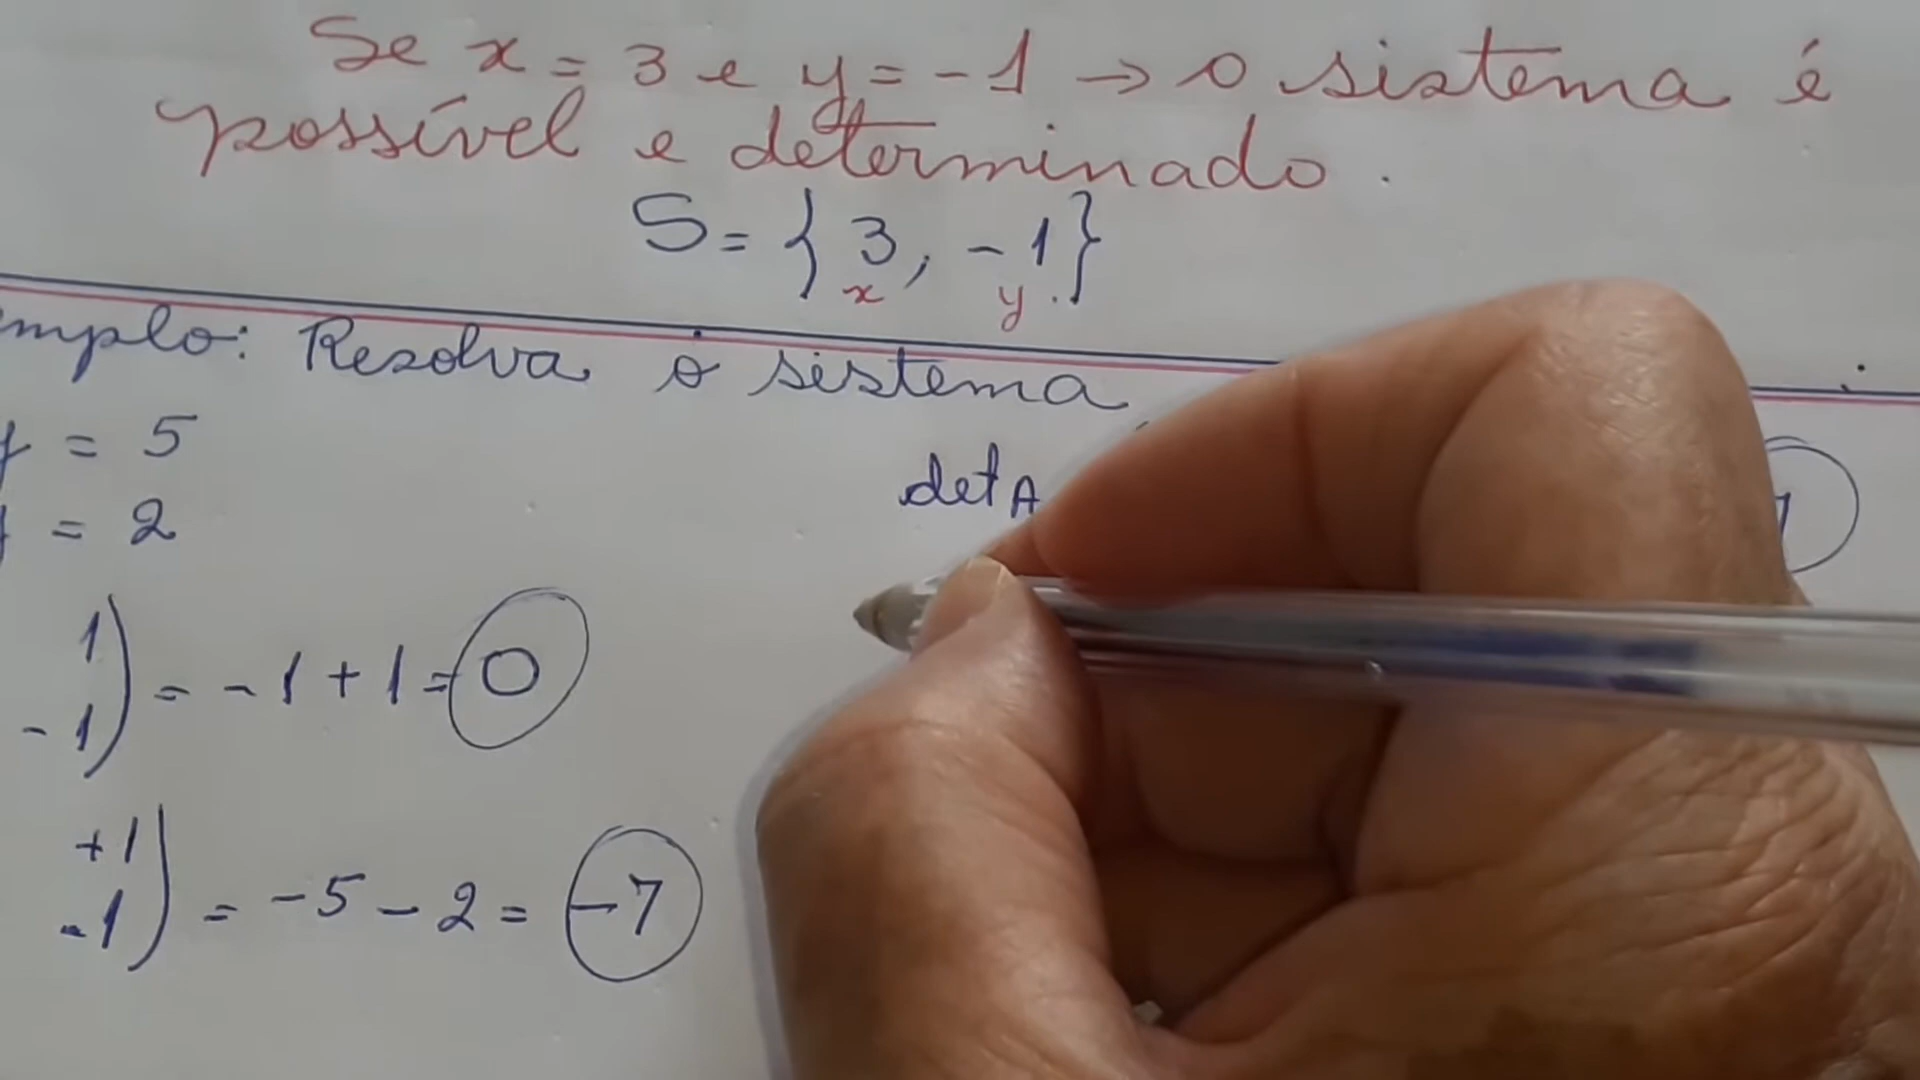 Se x = 3 e y = -1 → o sistema é
possível e determinado.
S = { 3, -1 }
x y
emplo: Resolva o sistema
y = 5
y = 2
det A
1
-1 ) = -1 + 1 = 0
+1
-1 ) = -5 - 2 = -7